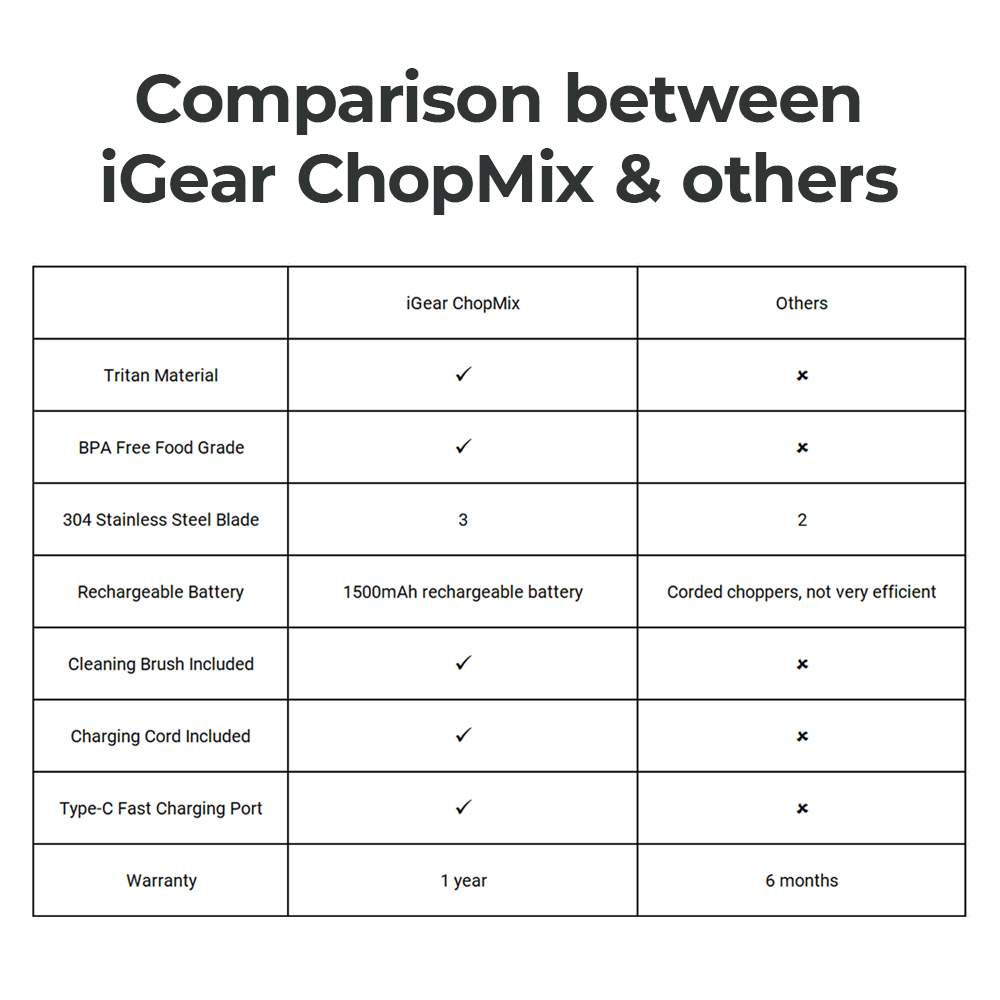 Comparison between
iGear ChopMix & others
iGear ChopMix Others
Tritan Material ✓ ✗
BPA Free Food Grade ✓ ✗
304 Stainless Steel Blade 3 2
Rechargeable Battery 1500mAh rechargeable battery Corded choppers, not very efficient
Cleaning Brush Included ✓ ✗
Charging Cord Included ✓ ✗
Type-C Fast Charging Port ✓ ✗
Warranty 1 year 6 months